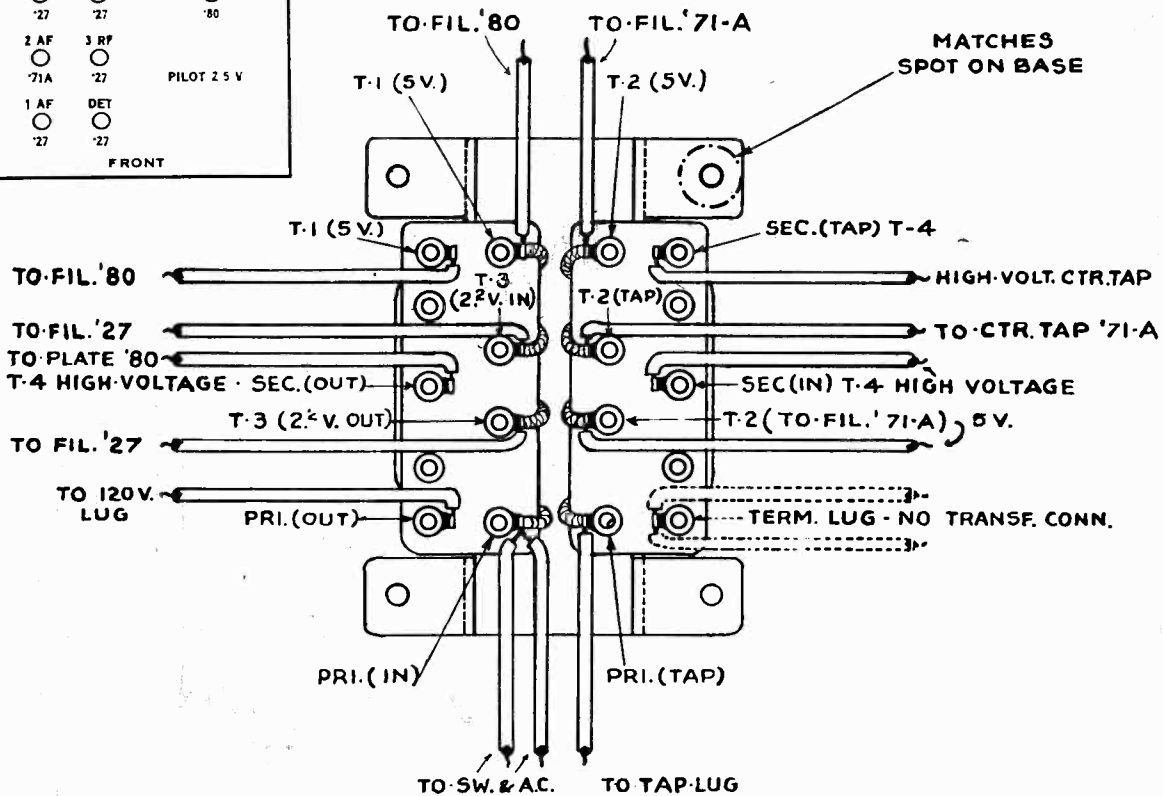 '27 '27 '80
2 AF 3 RF
'71A '27 PILOT 2.5 V
1 AF DET
'27 '27
FRONT
TO·FIL.'80
TO·FIL.'71-A
MATCHES
SPOT ON BASE
T·1 (5V.)
T·2 (5V.)
T·1 (5V.)
SEC.(TAP) T-4
TO·FIL.'80
T·3
(2.2V. IN)
T·2(TAP)
HIGH·VOLT. CTR.TAP
TO·FIL.'27
TO·CTR. TAP '71-A
TO·PLATE '80
T·4 HIGH·VOLTAGE · SEC.(OUT)
SEC(IN) T·4 HIGH VOLTAGE
T·3 (2.2 V. OUT)
T·2 (TO·FIL.'71-A) 5 V.
TO FIL.'27
TO 120V.
LUG
PRI.(OUT)
TERM. LUG - NO TRANSF. CONN.
PRI.(IN)
PRI.(TAP)
TO·SW.& A.C.
TO TAP·LUG